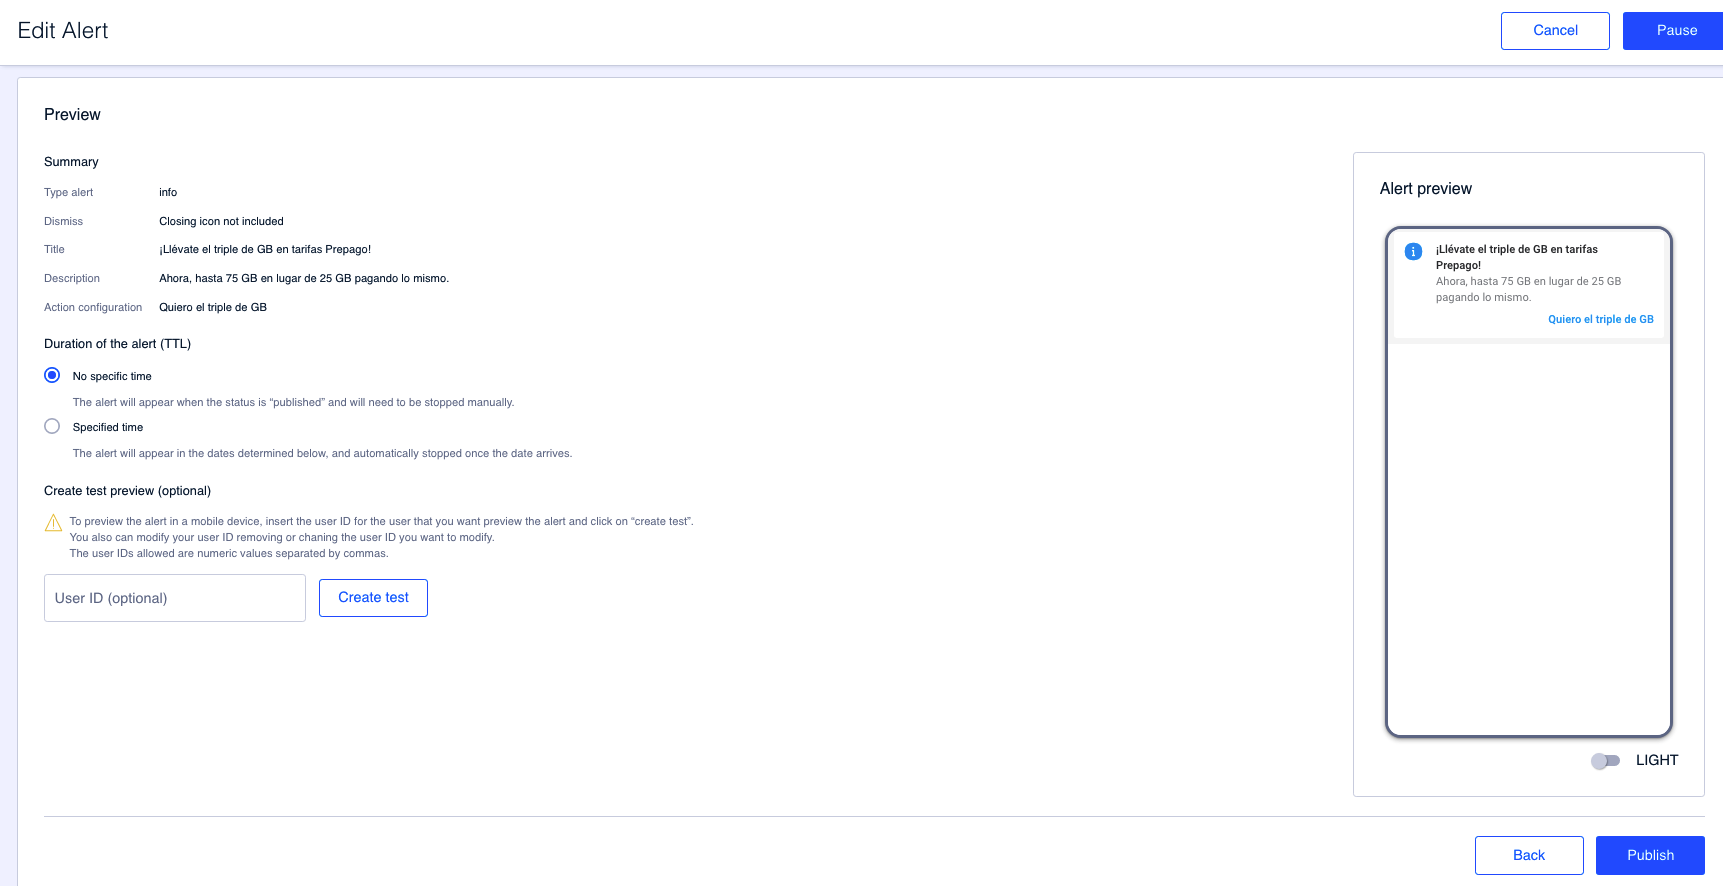 Edit Alert
Cancel
Pause
Preview
Summary
Type alert info
Dismiss Closing icon not included
Title ¡Llévate el triple de GB en tarifas Prepago!
Description Ahora, hasta 75 GB en lugar de 25 GB pagando lo mismo.
Action configuration Quiero el triple de GB
Duration of the alert (TTL)
No specific time
The alert will appear when the status is “published” and will need to be stopped manually.
Specified time
The alert will appear in the dates determined below, and automatically stopped once the date arrives.
Create test preview (optional)
To preview the alert in a mobile device, insert the user ID for the user that you want preview the alert and click on “create test”.
You also can modify your user ID removing or chaning the user ID you want to modify.
The user IDs allowed are numeric values separated by commas.
User ID (optional)
Create test
Alert preview
¡Llévate el triple de GB en tarifas
Prepago!
Ahora, hasta 75 GB en lugar de 25 GB
pagando lo mismo.
Quiero el triple de GB
LIGHT
Back
Publish